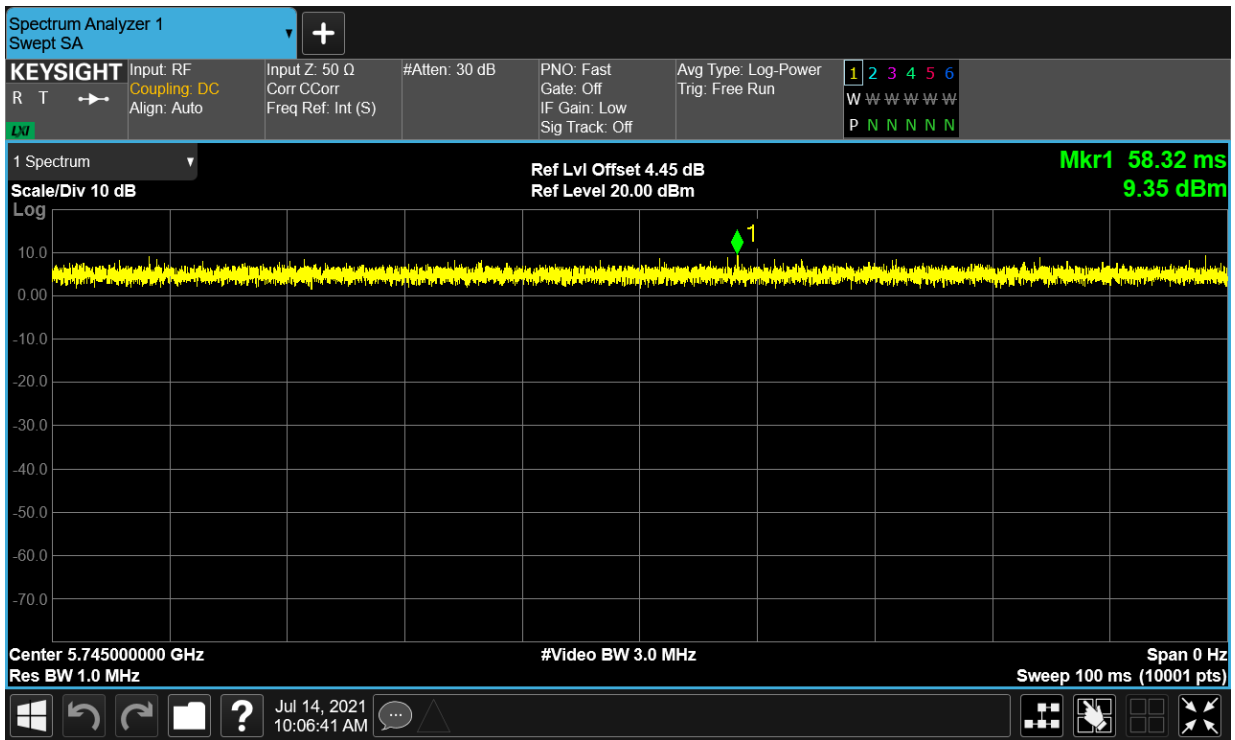 Spectrum Analyzer 1
Swept SA
KEYSIGHT
R T
LXI
Input: RF
Coupling: DC
Align: Auto
Input Z: 50 Ω
Corr CCorr
Freq Ref: Int (S)
#Atten: 30 dB
PNO: Fast
Gate: Off
IF Gain: Low
Sig Track: Off
Avg Type: Log-Power
Trig: Free Run
1 2 3 4 5 6
W W W W W W
P N N N N N
1 Spectrum
Scale/Div 10 dB
Log
Ref Lvl Offset 4.45 dB
Ref Level 20.00 dBm
Mkr1 58.32 ms
9.35 dBm
1
10.0
0.00
-10.0
-20.0
-30.0
-40.0
-50.0
-60.0
-70.0
Center 5.745000000 GHz
Res BW 1.0 MHz
#Video BW 3.0 MHz
Span 0 Hz
Sweep 100 ms (10001 pts)
?
Jul 14, 2021
10:06:41 AM